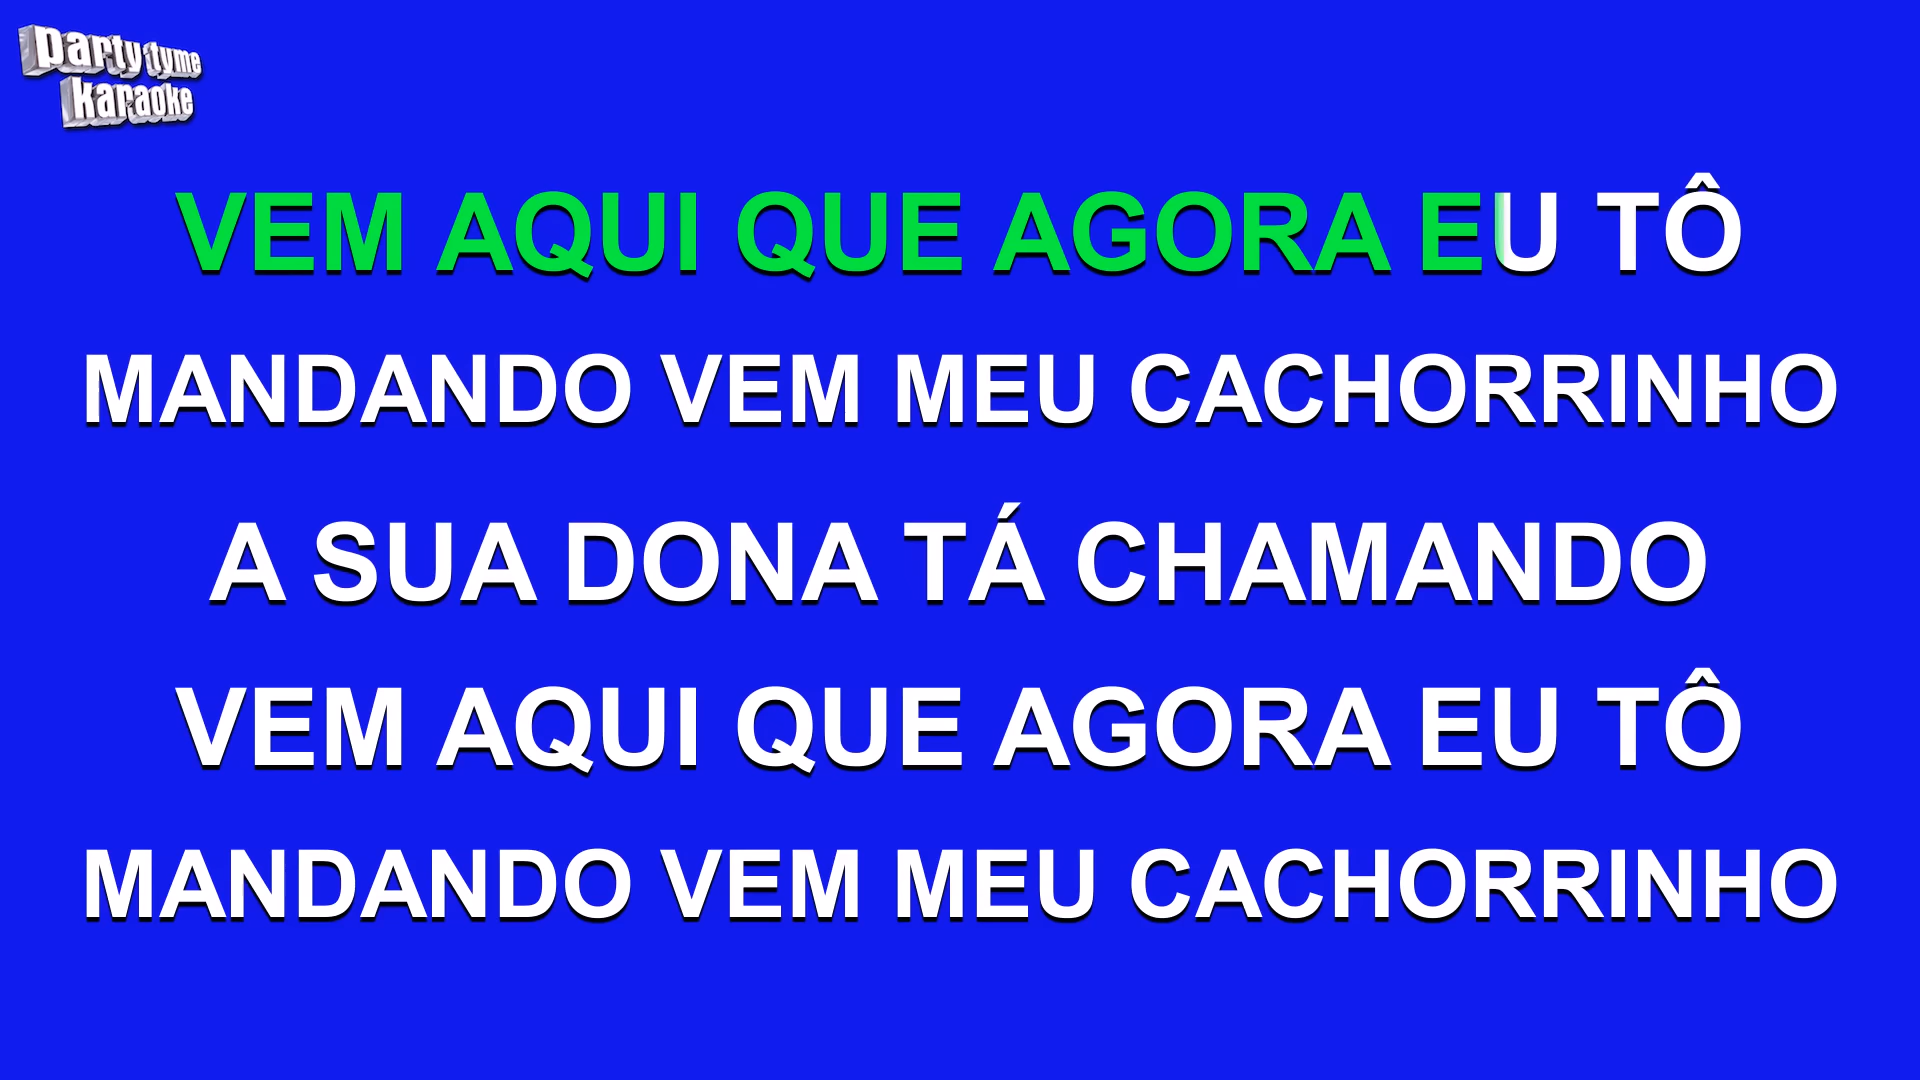 party tyme
karaoke
VEM AQUI QUE AGORA EU TÔ
MANDANDO VEM MEU CACHORRINHO
A SUA DONA TÁ CHAMANDO
VEM AQUI QUE AGORA EU TÔ
MANDANDO VEM MEU CACHORRINHO